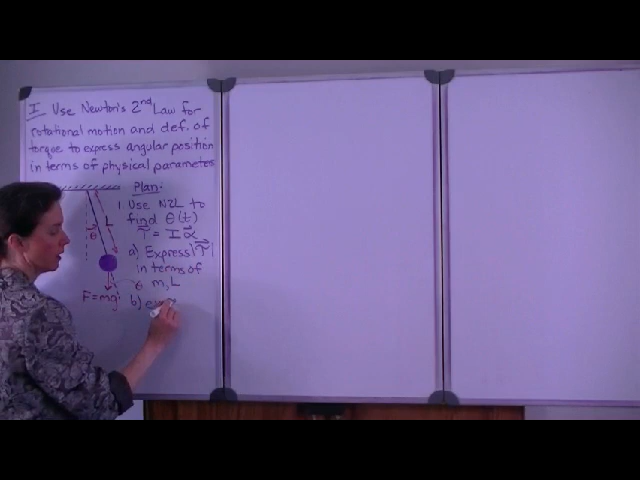 I Use Newton's 2nd Law for
rotational motion and def. of
torque to express angular position
in terms of physical parameters
Plan:
1 Use N2L to
find θ(t)
τ⃗ = I α⃗
a) Express |τ⃗|
in terms of
m, L
b)
L
θ
θ
F=mg